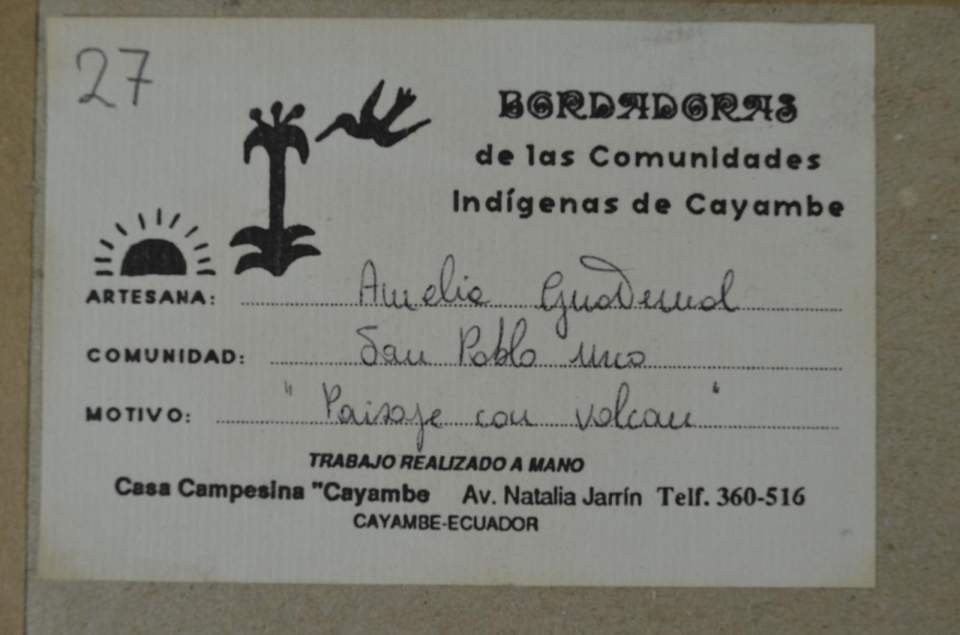 27
BORDADORAS
de las Comunidades
Indígenas de Cayambe
ARTESANA: Amelia
COMUNIDAD: San Pablo uno
MOTIVO: "Paisaje con volcan"
TRABAJO REALIZADO A MANO
Casa Campesina "Cayambe Av. Natalia Jarrín Telf. 360-516
CAYAMBE-ECUADOR